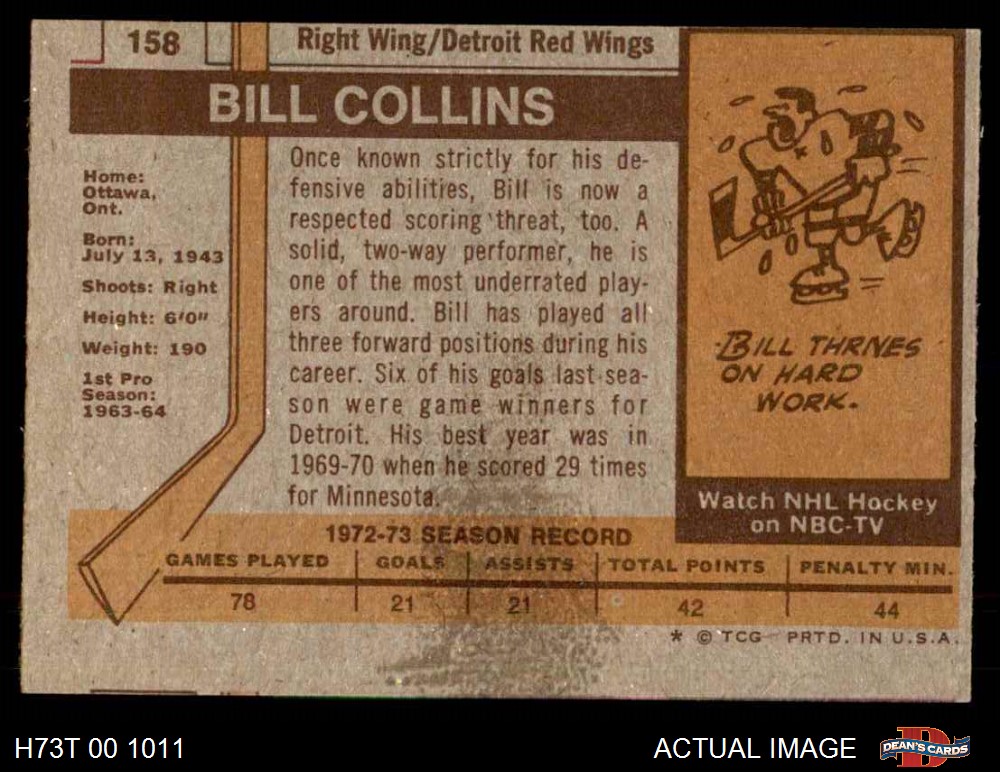 158
Right Wing/Detroit Red Wings
BILL COLLINS
Home:
Ottawa,
Ont.
Born:
July 13, 1943
Shoots: Right
Height: 6'0"
Weight: 190
1st Pro
Season:
1963-64
Once known strictly for his de-
fensive abilities, Bill is now a
respected scoring threat, too. A
solid, two-way performer, he is
one of the most underrated play-
ers around. Bill has played all
three forward positions during his
career. Six of his goals last sea-
son were game winners for
Detroit. His best year was in
1969-70 when he scored 29 times
for Minnesota.
BILL THRIVES
ON HARD
WORK.
Watch NHL Hockey
on NBC-TV
1972-73 SEASON RECORD
GAMES PLAYED GOALS ASSISTS TOTAL POINTS PENALTY MIN.
78 21 21 42 44
* © TCG PRTD. IN U.S.A.
H73T 00 1011
ACTUAL IMAGE
D
DEAN'S CARDS